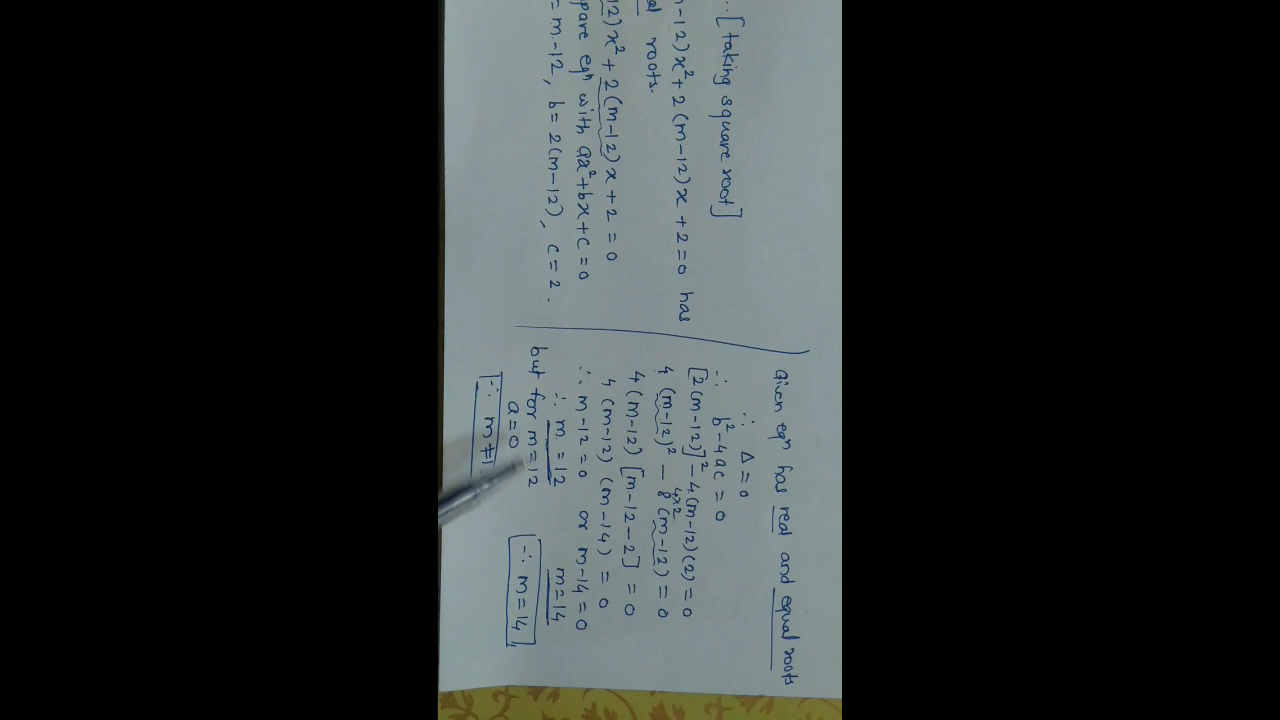 ...[taking square root]
-12)x²+2(m-12)x+2=0 has
roots.
12)x²+2(m-12)x+2=0
eqⁿ with ax²+bx+c=0
=m-12, b=2(m-12), c=2.
Given eqⁿ has real and equal roots
∴ Δ=0
∴ b²-4ac=0
[2(m-12)]²-4(m-12)(2)=0
4(m-12)²-8(m-12)=0
4×2
4(m-12)[m-12-2]=0
4(m-12)(m-14)=0
∴ m-12=0 or m-14=0
∴ m=12 m=14
but for m=12
a=0
∴ m=14
∴ m≠1